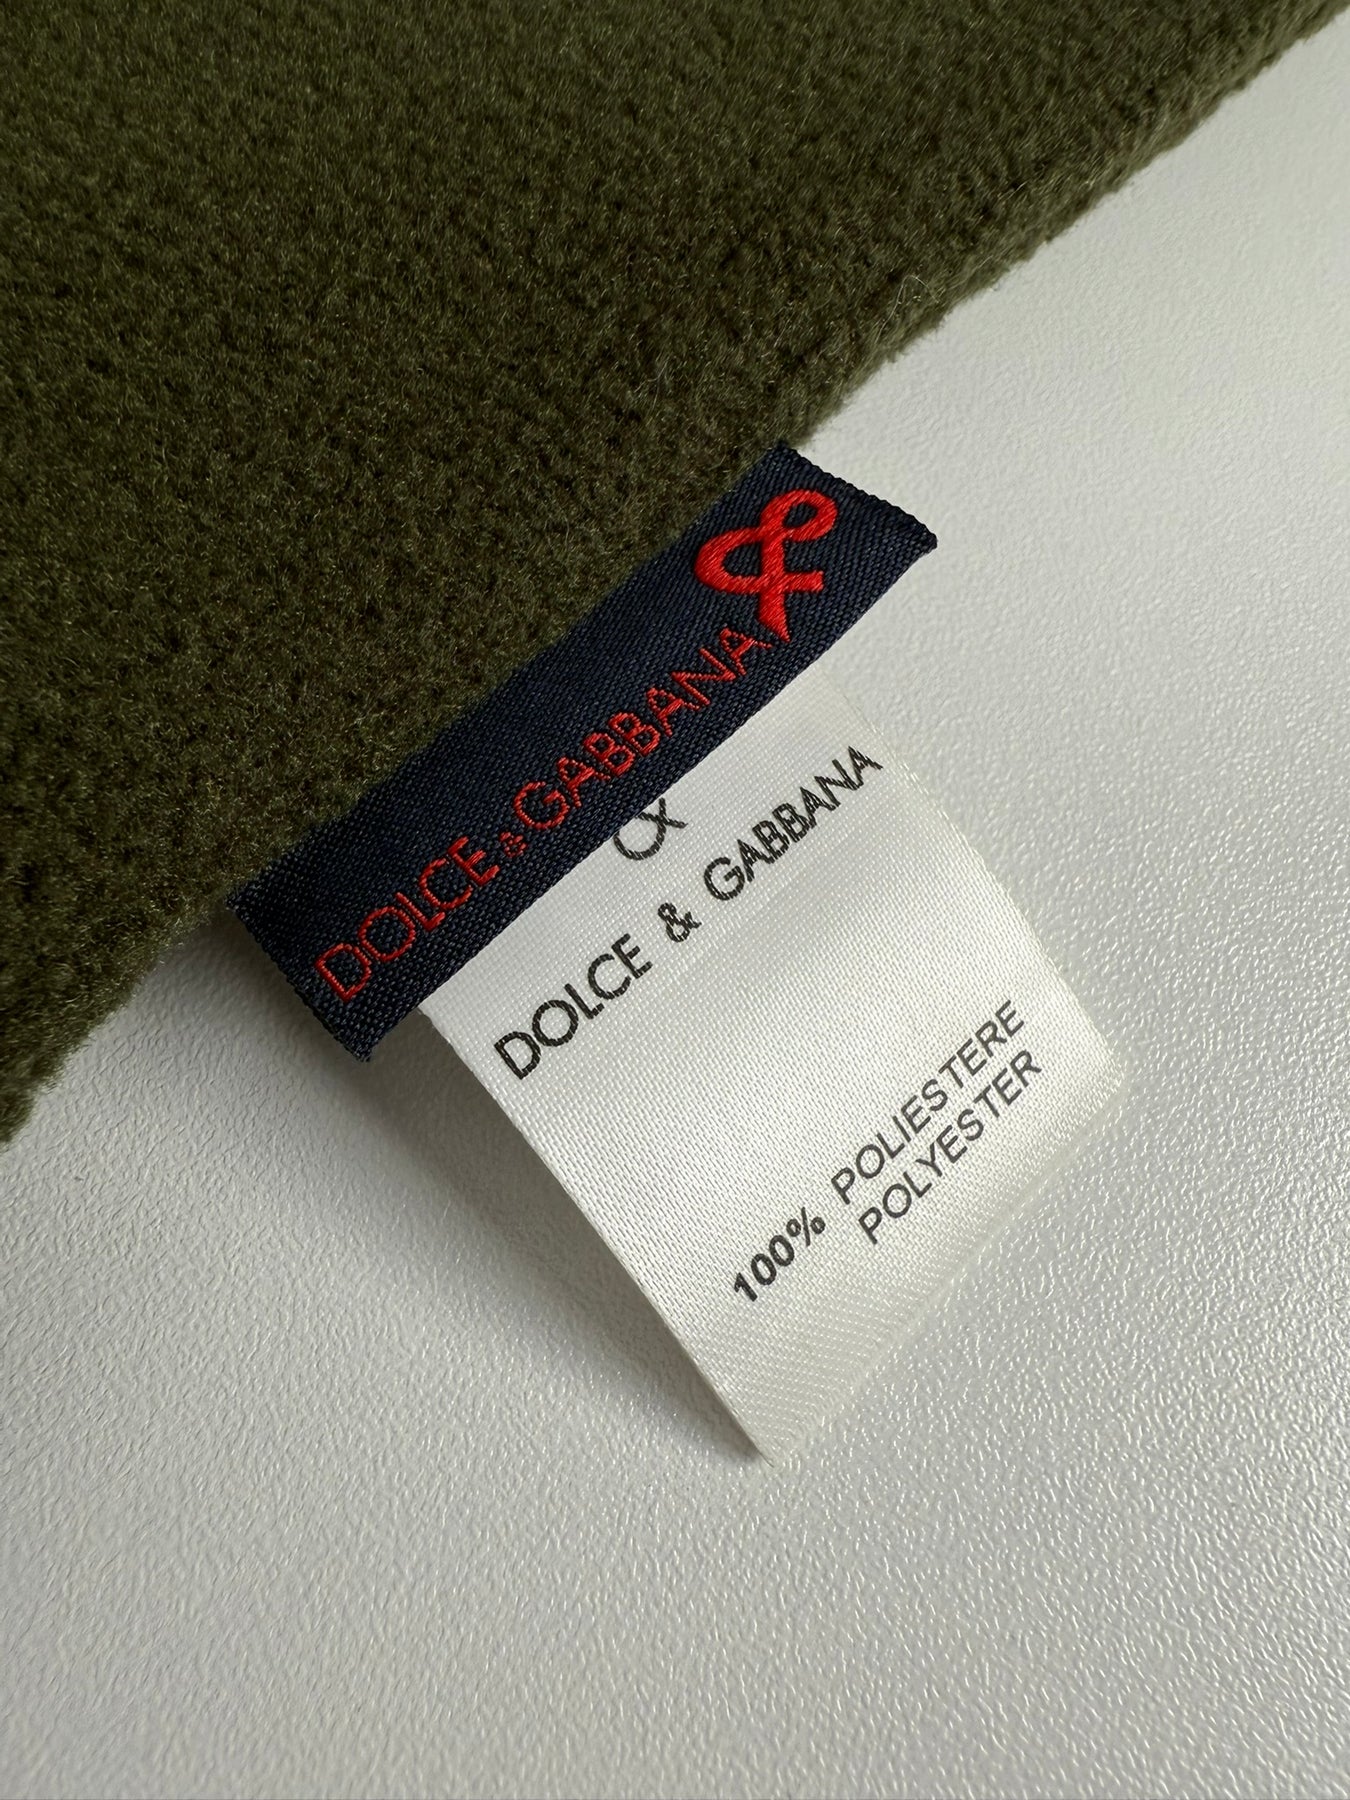 DOLCE & GABBANA
DOLCE & GABBANA
100% POLIESTERE
POLYESTER